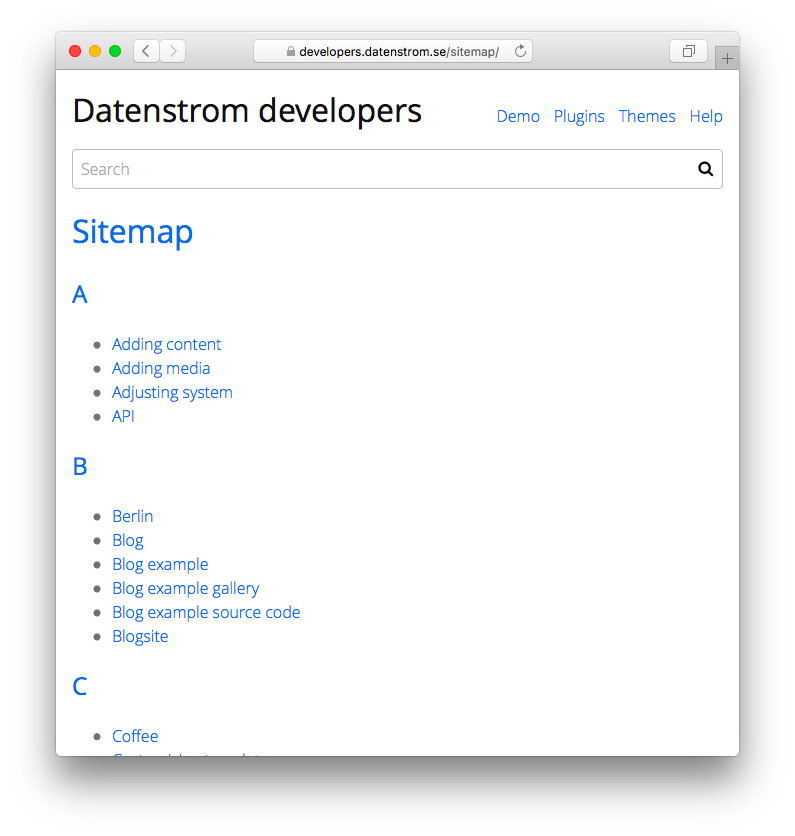 developers.datenstrom.se/sitemap/
Datenstrom developers
Demo Plugins Themes Help
Search
Sitemap
A
Adding content
Adding media
Adjusting system
API
B
Berlin
Blog
Blog example
Blog example gallery
Blog example source code
Blogsite
C
Coffee